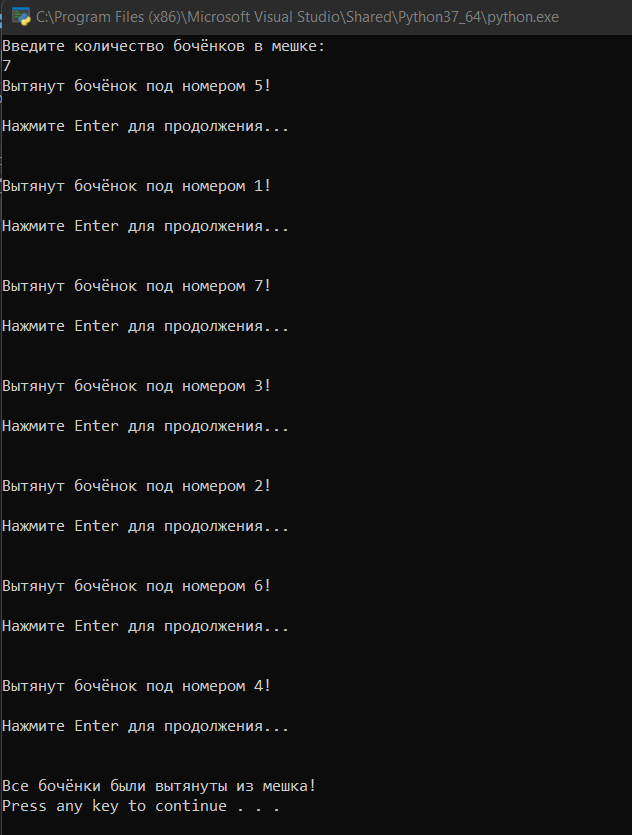 C:\Program Files (x86)\Microsoft Visual Studio\Shared\Python37_64\python.exe
Введите количество бочёнков в мешке:
7
Вытянут бочёнок под номером 5!
Нажмите Enter для продолжения...
Вытянут бочёнок под номером 1!
Нажмите Enter для продолжения...
Вытянут бочёнок под номером 7!
Нажмите Enter для продолжения...
Вытянут бочёнок под номером 3!
Нажмите Enter для продолжения...
Вытянут бочёнок под номером 2!
Нажмите Enter для продолжения...
Вытянут бочёнок под номером 6!
Нажмите Enter для продолжения...
Вытянут бочёнок под номером 4!
Нажмите Enter для продолжения...
Все бочёнки были вытянуты из мешка!
Press any key to continue . . .